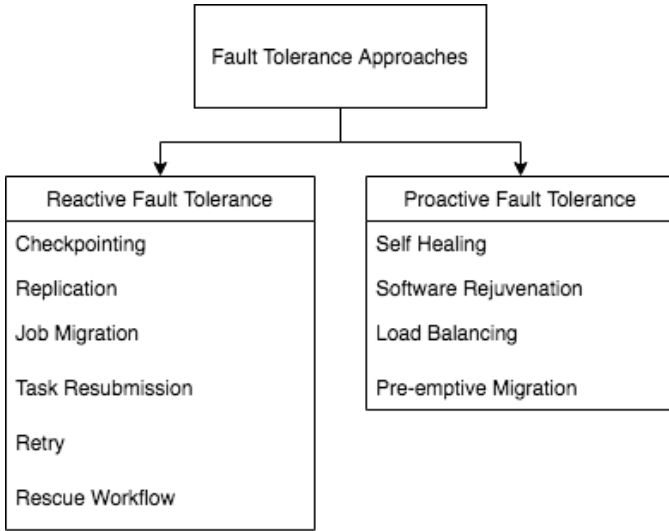 Fault Tolerance Approaches
Reactive Fault Tolerance
Checkpointing
Replication
Job Migration
Task Resubmission
Retry
Rescue Workflow
Proactive Fault Tolerance
Self Healing
Software Rejuvenation
Load Balancing
Pre-emptive Migration